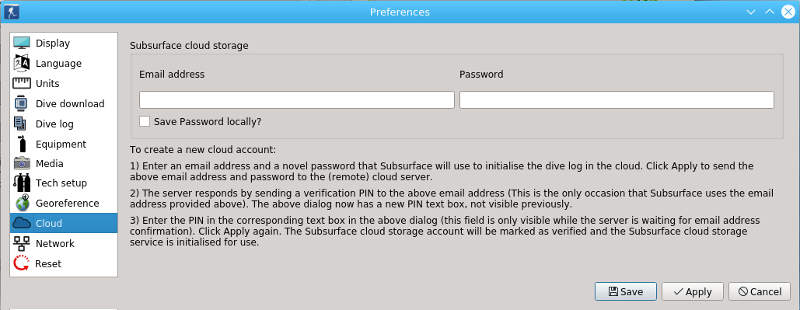 Preferences
Display
Language
Units
Dive download
Dive log
Equipment
Media
Tech setup
Georeference
Cloud
Network
Reset
Subsurface cloud storage
Email address Password
Save Password locally?
To create a new cloud account:
1) Enter an email address and a novel password that Subsurface will use to initialise the dive log in the cloud. Click Apply to send the
above email address and password to the (remote) cloud server.
2) The server responds by sending a verification PIN to the above email address (This is the only occasion that Subsurface uses the email
address provided above). The above dialog now has a new PIN text box, not visible previously.
3) Enter the PIN in the corresponding text box in the above dialog (this field is only visible while the server is waiting for email address
confirmation). Click Apply again. The Subsurface cloud storage account will be marked as verified and the Subsurface cloud storage
service is initialised for use.
Save Apply Cancel